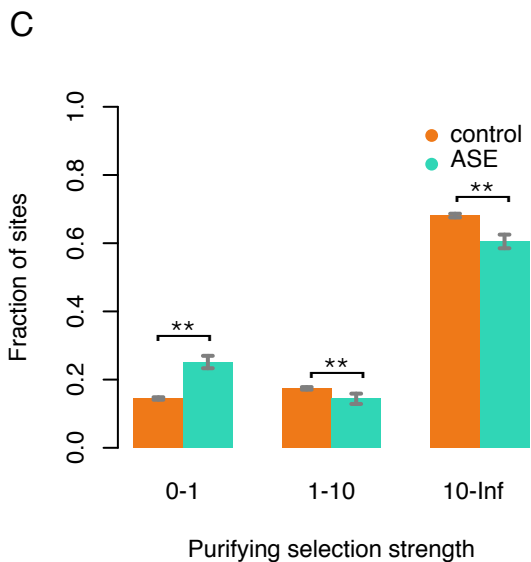 C
Fraction of sites
1.0
0.8
0.6
0.4
0.2
0.0
control
ASE
**
**
**
0-1 1-10 10-Inf
Purifying selection strength